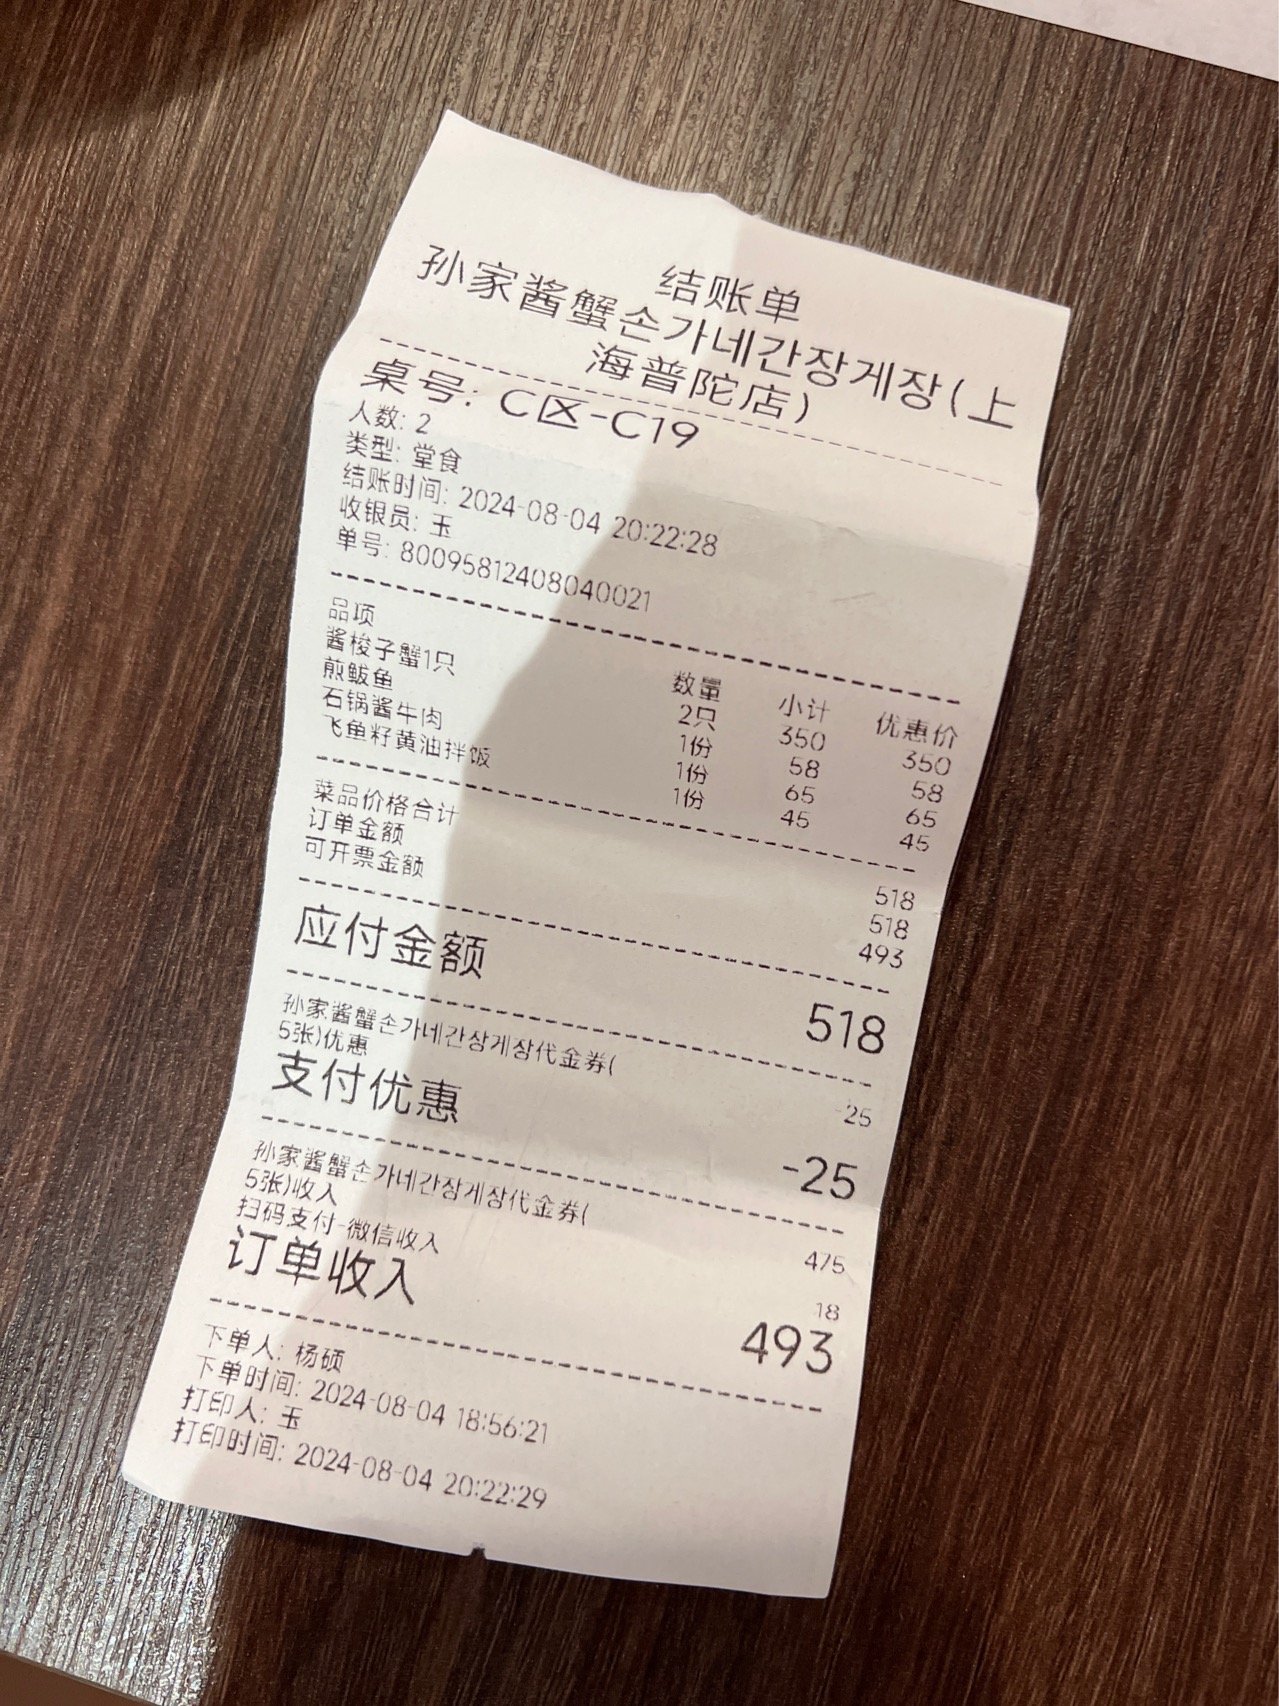 结账单
孙家酱蟹손가네간장게장(上
海普陀店)
桌号: C区-C19
人数: 2
类型: 堂食
结账时间: 2024-08-04 20:22:28
收银员: 玉
单号: 80095812408040021
品项 数量 小计 优惠价
酱梭子蟹1只 2只 350 350
煎鲅鱼 1份 58 58
石锅酱牛肉 1份 65 65
飞鱼籽黄油拌饭 1份 45 45
菜品价格合计 518
订单金额 518
可开票金额 493
应付金额 518
孙家酱蟹손가네간장게장代金券(
5张)优惠 -25
支付优惠 -25
孙家酱蟹손가네간장게장代金券(
5张)收入 475
扫码支付-微信收入 18
订单收入 493
下单人: 杨硕
下单时间: 2024-08-04 18:56:21
打印人: 玉
打印时间: 2024-08-04 20:22:29